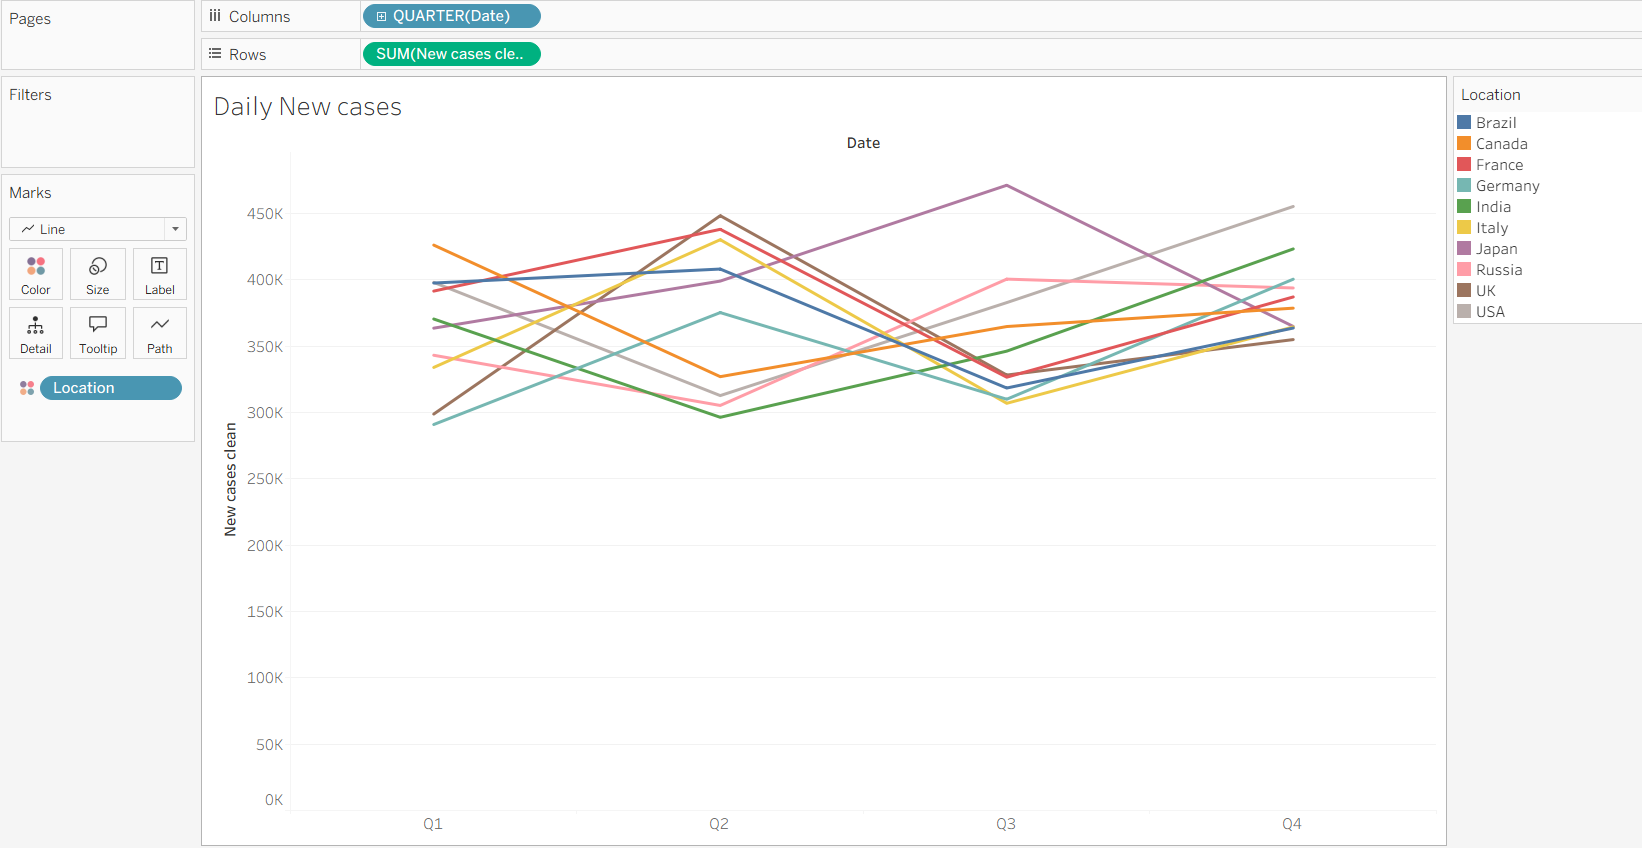 Pages
Columns
QUARTER(Date)
Rows
SUM(New cases cle..
Filters
Marks
Line
Color
Size
Label
Detail
Tooltip
Path
Location
Daily New cases
Date
New cases clean
450K
400K
350K
300K
250K
200K
150K
100K
50K
0K
Q1
Q2
Q3
Q4
Location
Brazil
Canada
France
Germany
India
Italy
Japan
Russia
UK
USA